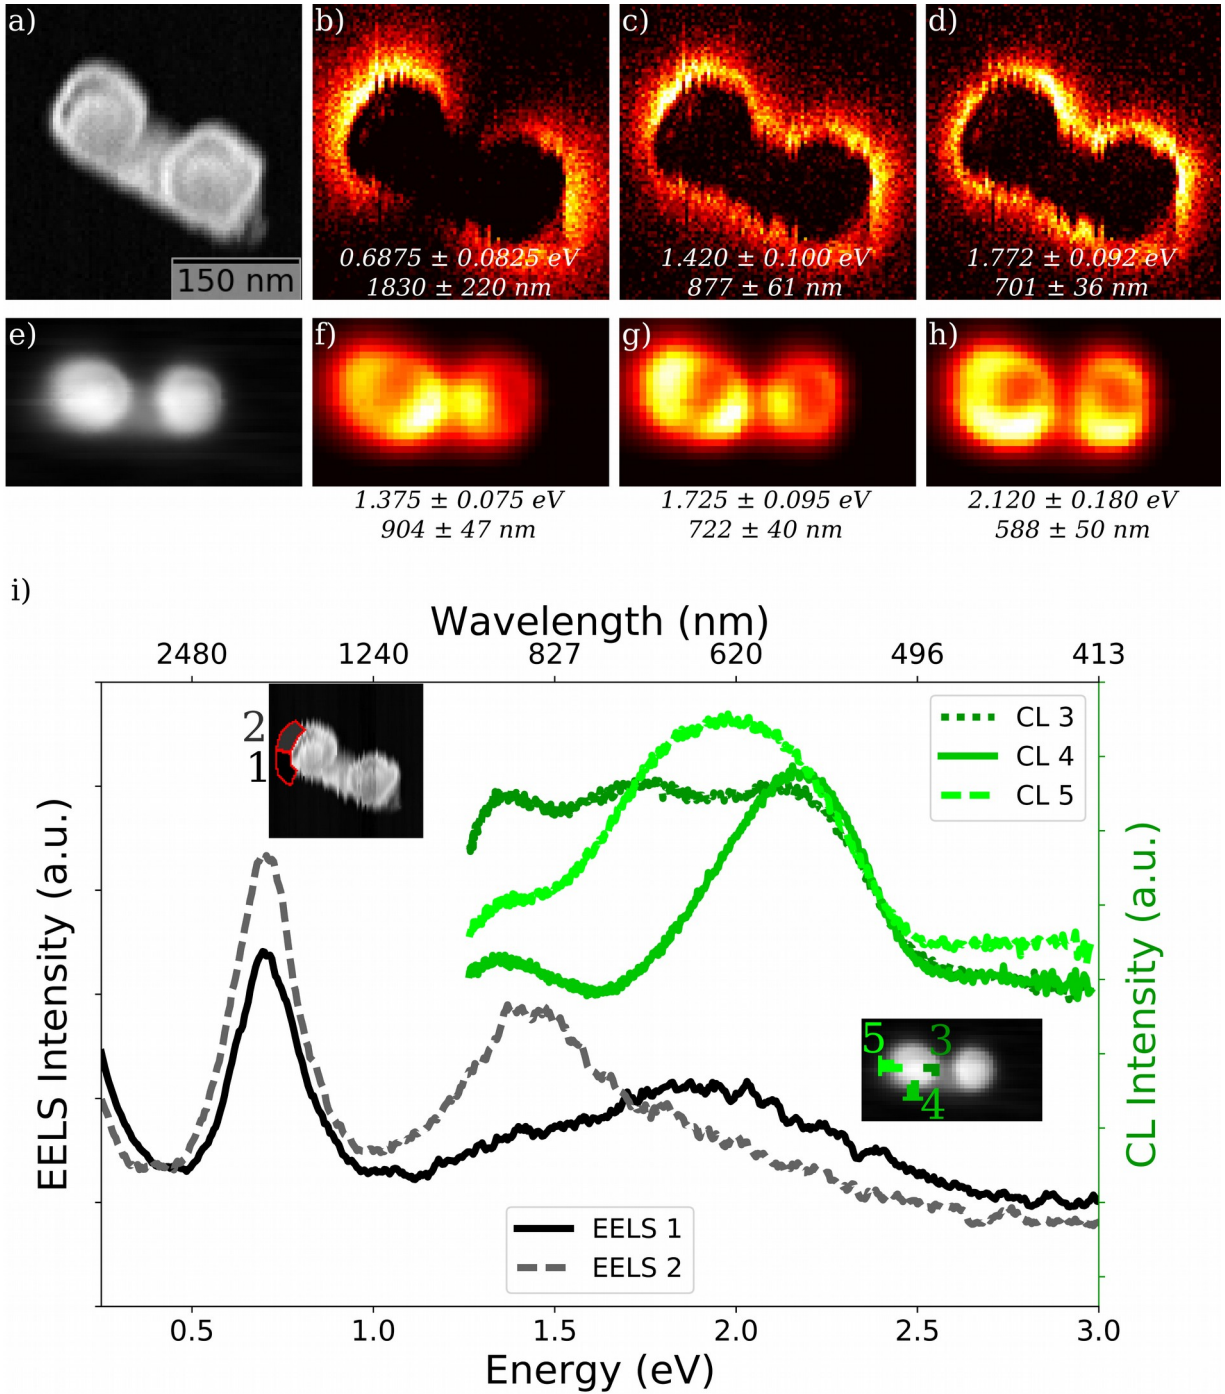 a)
b)
c)
d)
150 nm
0.6875 ± 0.0825 eV
1830 ± 220 nm
1.420 ± 0.100 eV
877 ± 61 nm
1.772 ± 0.092 eV
701 ± 36 nm
e)
f)
g)
h)
1.375 ± 0.075 eV
904 ± 47 nm
1.725 ± 0.095 eV
722 ± 40 nm
2.120 ± 0.180 eV
588 ± 50 nm
i)
Wavelength (nm)
2480 1240 827 620 496 413
2
1
CL 3
CL 4
CL 5
EELS Intensity (a.u.)
CL Intensity (a.u.)
5 3
4
EELS 1
EELS 2
0.5 1.0 1.5 2.0 2.5 3.0
Energy (eV)